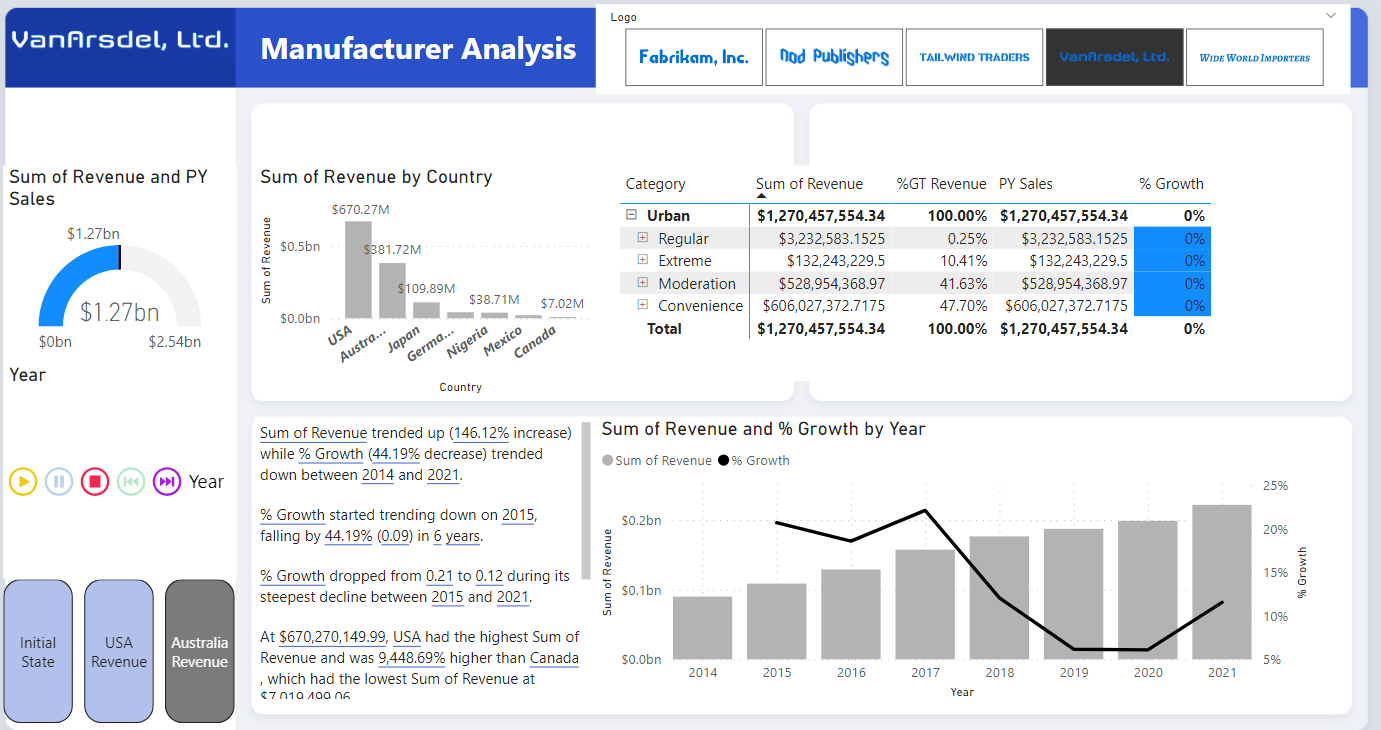 VanArsdel, Ltd.
Manufacturer Analysis
Logo
Fabrikam, Inc.
Nod Publishers
TAILWIND TRADERS
VanArsdel, Ltd.
WIDE WORLD IMPORTERS
Sum of Revenue and PY
Sales
$1.27bn
$1.27bn
$0bn
$2.54bn
Year
Year
Initial
State
USA
Revenue
Australia
Revenue
Sum of Revenue by Country
Sum of Revenue
$0.5bn
$0.0bn
$670.27M
$381.72M
$109.89M
$38.71M
$7.02M
USA
Austra...
Japan
Germa...
Nigeria
Mexico
Canada
Country
Category Sum of Revenue %GT Revenue PY Sales % Growth
Urban $1,270,457,554.34 100.00% $1,270,457,554.34 0%
Regular $3,232,583.1525 0.25% $3,232,583.1525 0%
Extreme $132,243,229.5 10.41% $132,243,229.5 0%
Moderation $528,954,368.97 41.63% $528,954,368.97 0%
Convenience $606,027,372.7175 47.70% $606,027,372.7175 0%
Total $1,270,457,554.34 100.00% $1,270,457,554.34 0%
Sum of Revenue trended up (146.12% increase)
while % Growth (44.19% decrease) trended
down between 2014 and 2021.
% Growth started trending down on 2015,
falling by 44.19% (0.09) in 6 years.
% Growth dropped from 0.21 to 0.12 during its
steepest decline between 2015 and 2021.
At $670,270,149.99, USA had the highest Sum of
Revenue and was 9,448.69% higher than Canada
, which had the lowest Sum of Revenue at
$7,019,499.06.
Sum of Revenue and % Growth by Year
Sum of Revenue % Growth
Sum of Revenue
$0.2bn
$0.1bn
$0.0bn
25%
20%
15%
10%
5%
% Growth
2014 2015 2016 2017 2018 2019 2020 2021
Year